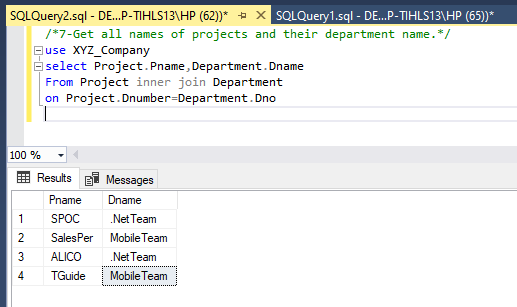 SQLQuery2.sql - DE...P-TIHLS13\HP (62))* SQLQuery1.sql - DE...P-TIHLS13\HP (65))*
/*7-Get all names of projects and their department name.*/
use XYZ_Company
select Project.Pname,Department.Dname
From Project inner join Department
on Project.Dnumber=Department.Dno
100 %
Results Messages
Pname Dname
1 SPOC .NetTeam
2 SalesPer MobileTeam
3 ALICO .NetTeam
4 TGuide MobileTeam